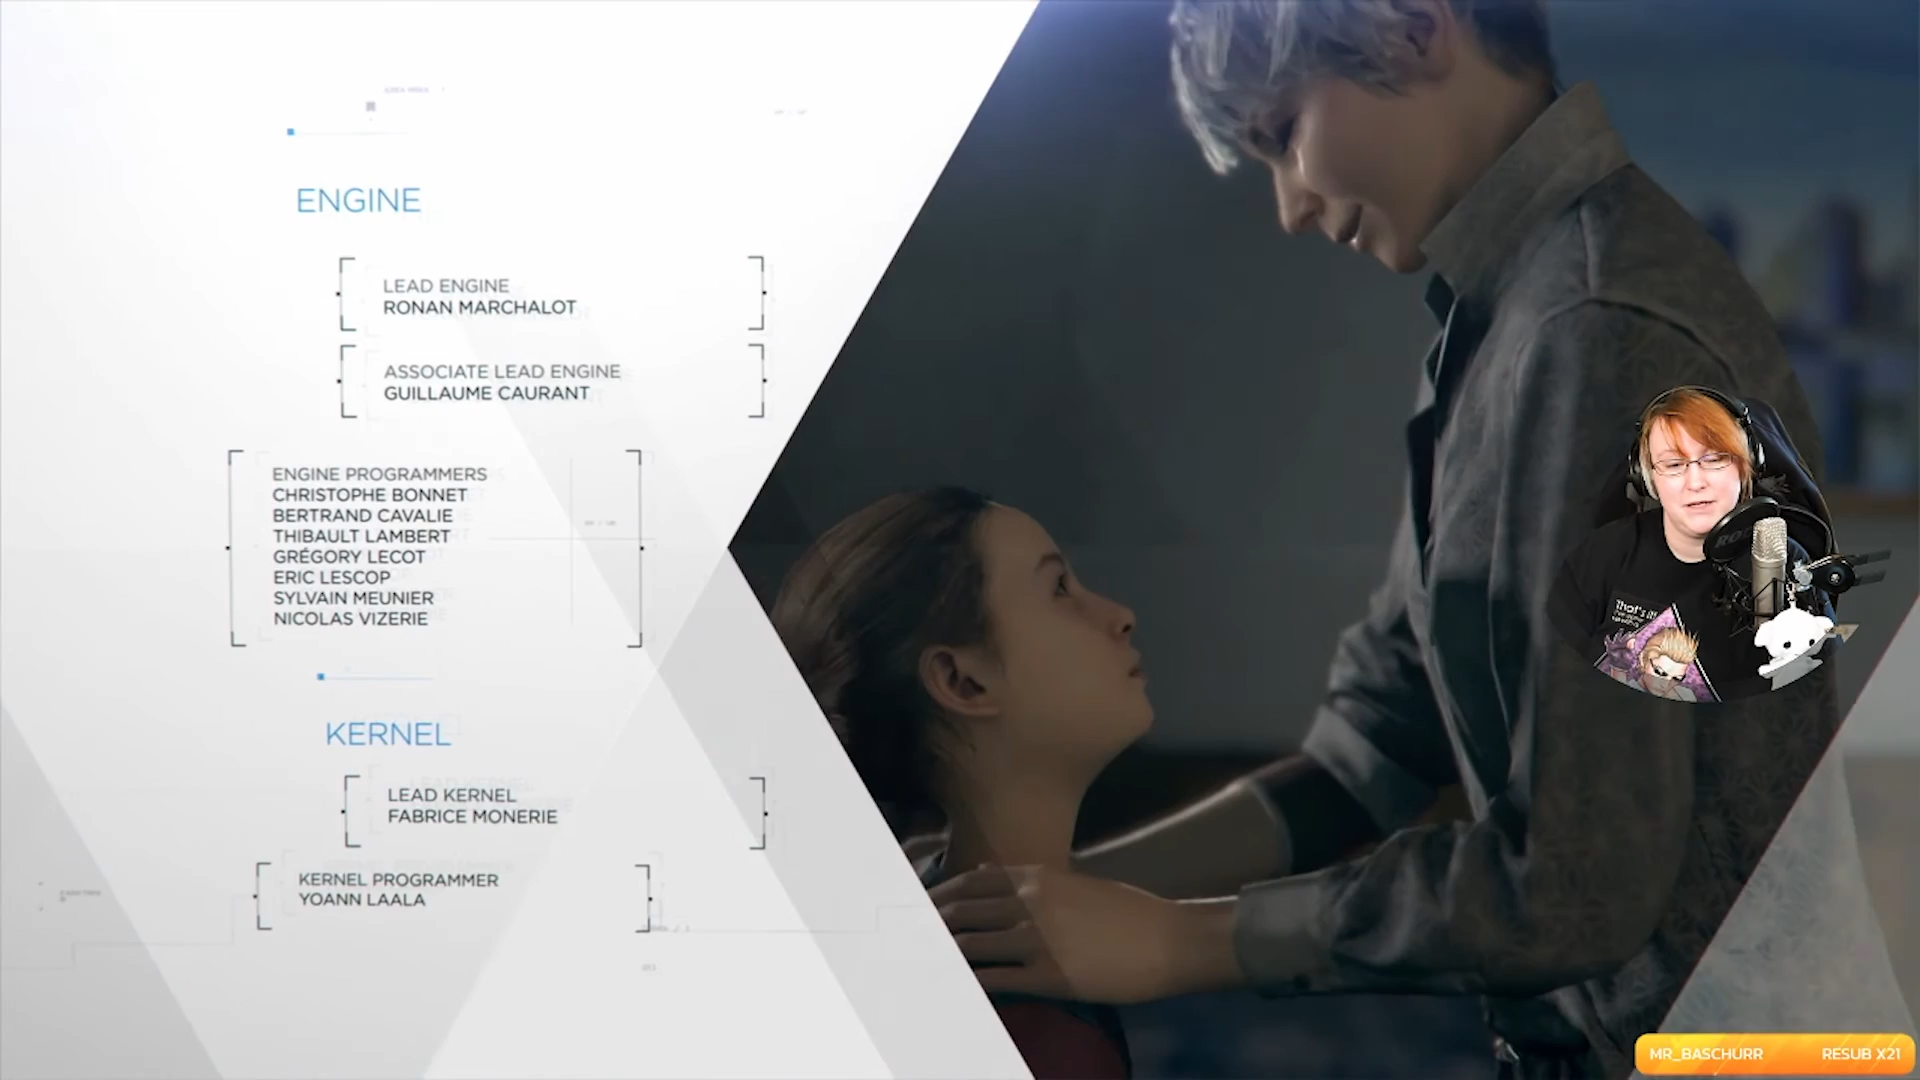 ENGINE
LEAD ENGINE
RONAN MARCHALOT
ASSOCIATE LEAD ENGINE
GUILLAUME CAURANT
ENGINE PROGRAMMERS
CHRISTOPHE BONNET
BERTRAND CAVALIE
THIBAULT LAMBERT
GRÉGORY LECOT
ERIC LESCOP
SYLVAIN MEUNIER
NICOLAS VIZERIE
KERNEL
LEAD KERNEL
FABRICE MONERIE
KERNEL PROGRAMMER
YOANN LAALA
That's it!
MR_BASCHURR RESUB X21